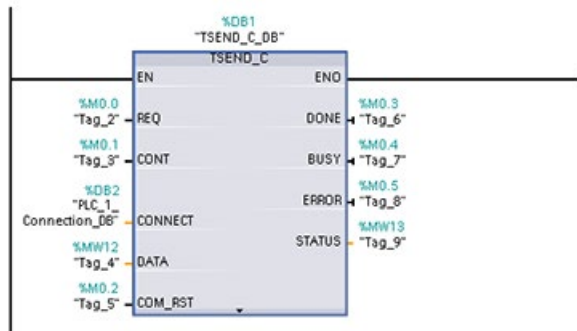 %DB1
"TSEND_C_DB"
TSEND_C
EN ENO
%M0.0 %M0.3
"Tag_2" REQ DONE "Tag_6"
%M0.1 %M0.4
"Tag_3" CONT BUSY "Tag_7"
%DB2 %M0.5
"PLC_1_ ERROR "Tag_8"
Connection_DB" CONNECT %MW13
%MW12 STATUS "Tag_9"
"Tag_4" DATA
%M0.2
"Tag_5" COM_RST